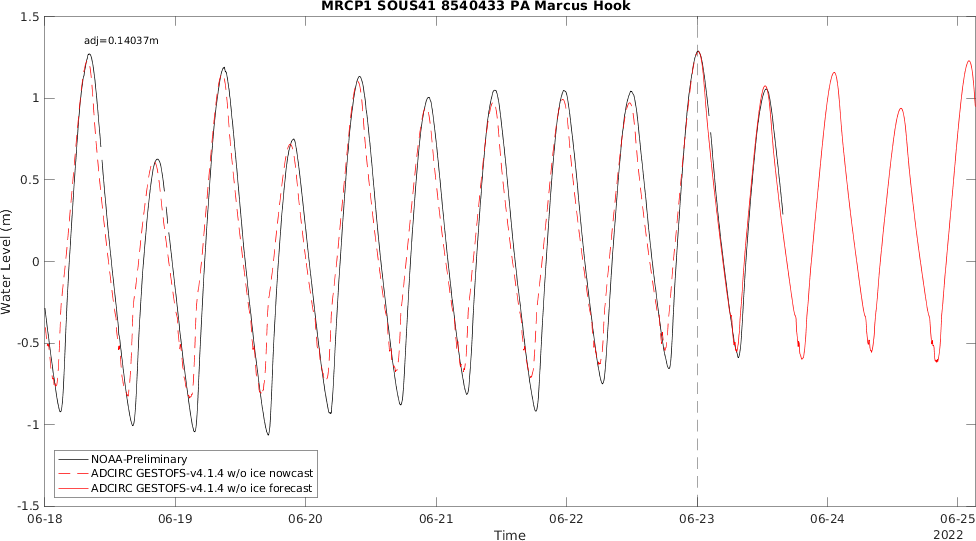 MRCP1 SOUS41 8540433 PA Marcus Hook
adj=0.14037m
1.5
1
0.5
0
-0.5
-1
-1.5
Water Level (m)
NOAA-Preliminary
ADCIRC GESTOFS-v4.1.4 w/o ice nowcast
ADCIRC GESTOFS-v4.1.4 w/o ice forecast
06-18 06-19 06-20 06-21 06-22 06-23 06-24 06-25
Time
2022